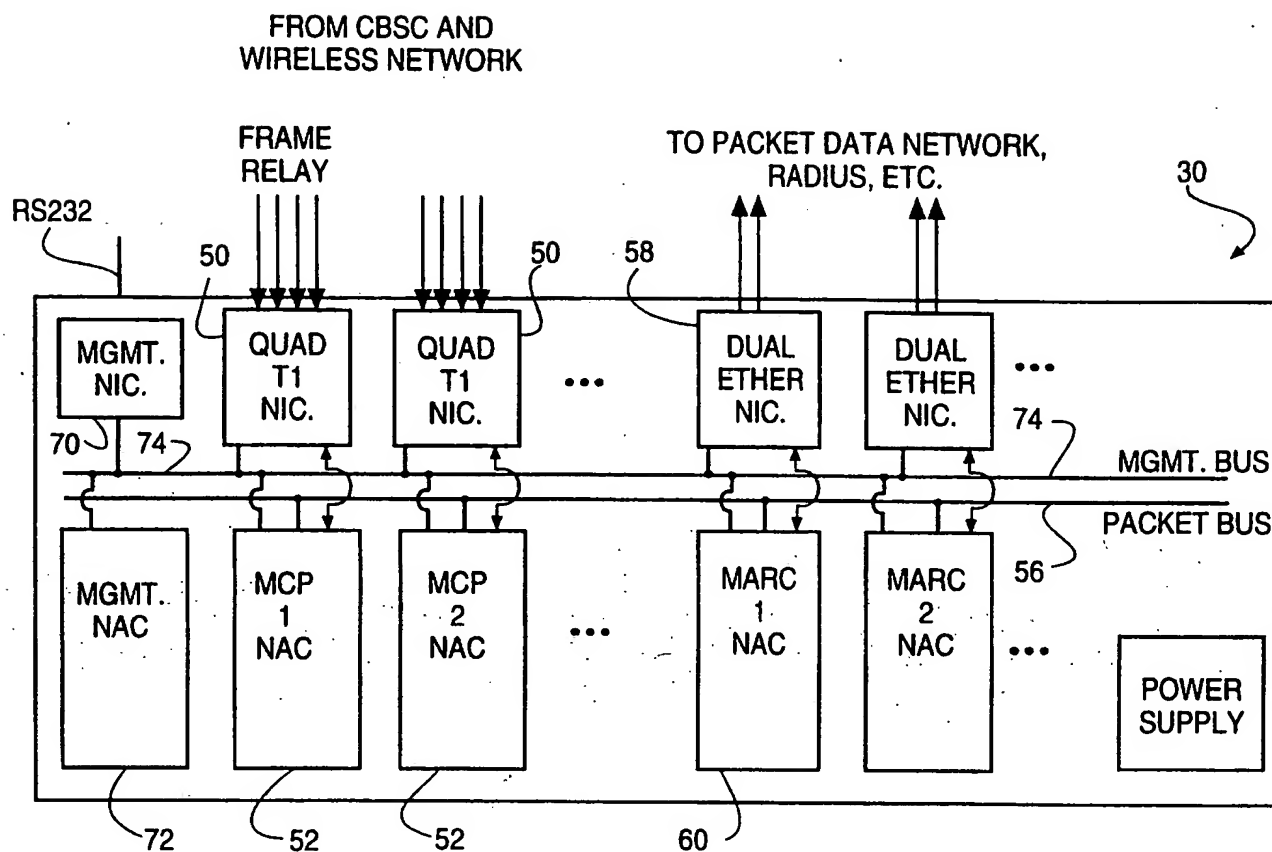 FROM CBSC AND
WIRELESS NETWORK
FRAME
RELAY
TO PACKET DATA NETWORK,
RADIUS, ETC.
30
RS232
50
50
58
MGMT.
NIC.
QUAD
T1
NIC.
QUAD
T1
NIC.
•••
DUAL
ETHER
NIC.
DUAL
ETHER
NIC.
•••
70
74
74
MGMT. BUS
PACKET BUS
56
MGMT.
NAC
MCP
1
NAC
MCP
2
NAC
•••
MARC
1
NAC
MARC
2
NAC
•••
POWER
SUPPLY
72
52
52
60